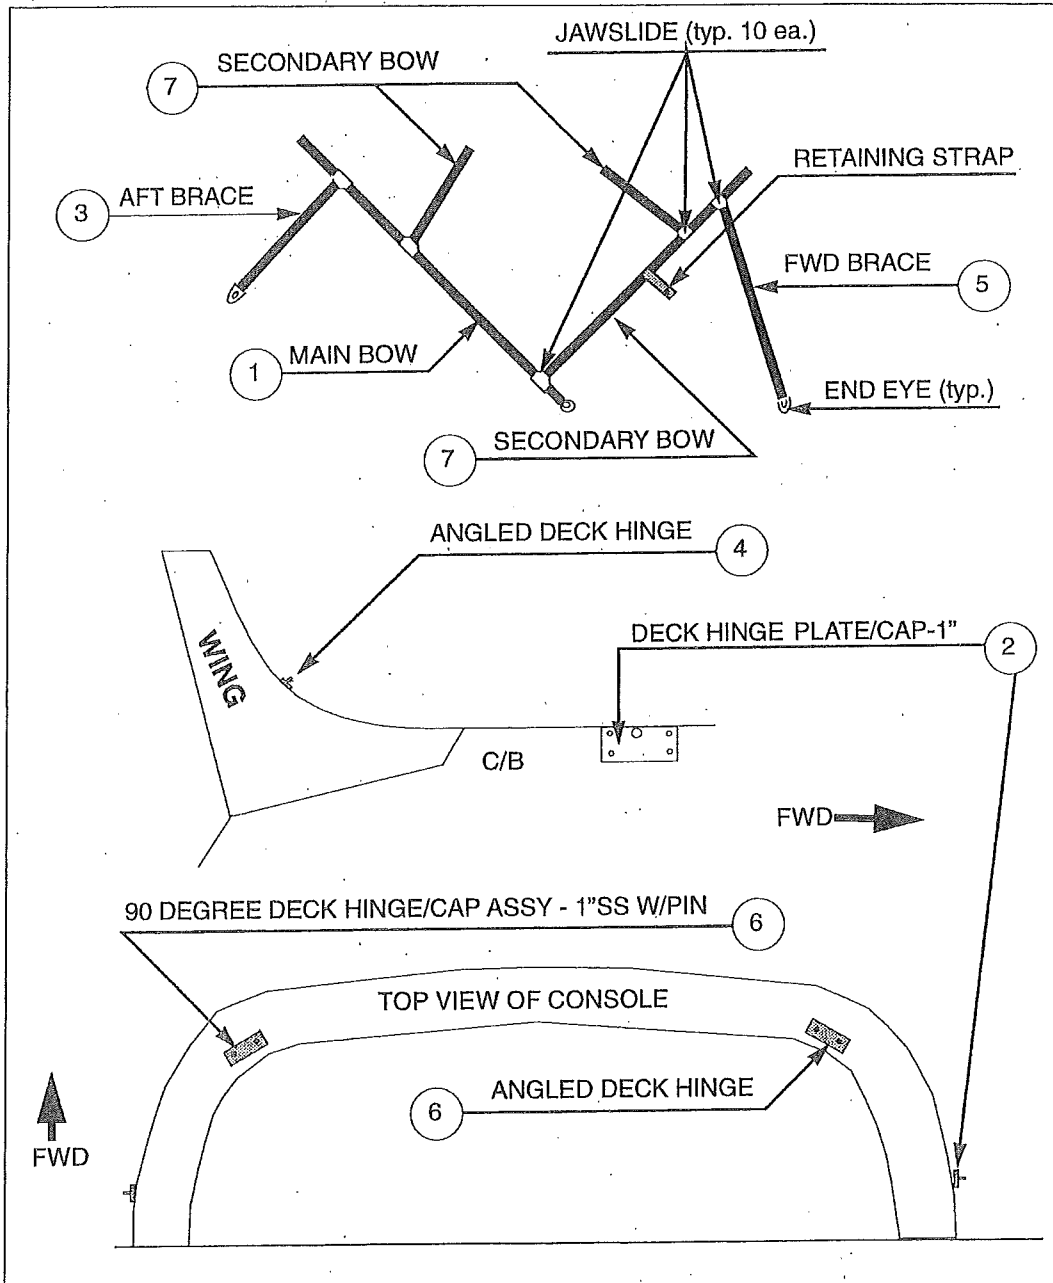 JAWSLIDE (typ. 10 ea.)
SECONDARY BOW
7
RETAINING STRAP
3
AFT BRACE
FWD BRACE
5
1
MAIN BOW
END EYE (typ.)
7
SECONDARY BOW
ANGLED DECK HINGE
4
WING
DECK HINGE PLATE/CAP-1"
2
C/B
FWD
90 DEGREE DECK HINGE/CAP ASSY - 1"SS W/PIN
6
TOP VIEW OF CONSOLE
6
ANGLED DECK HINGE
FWD